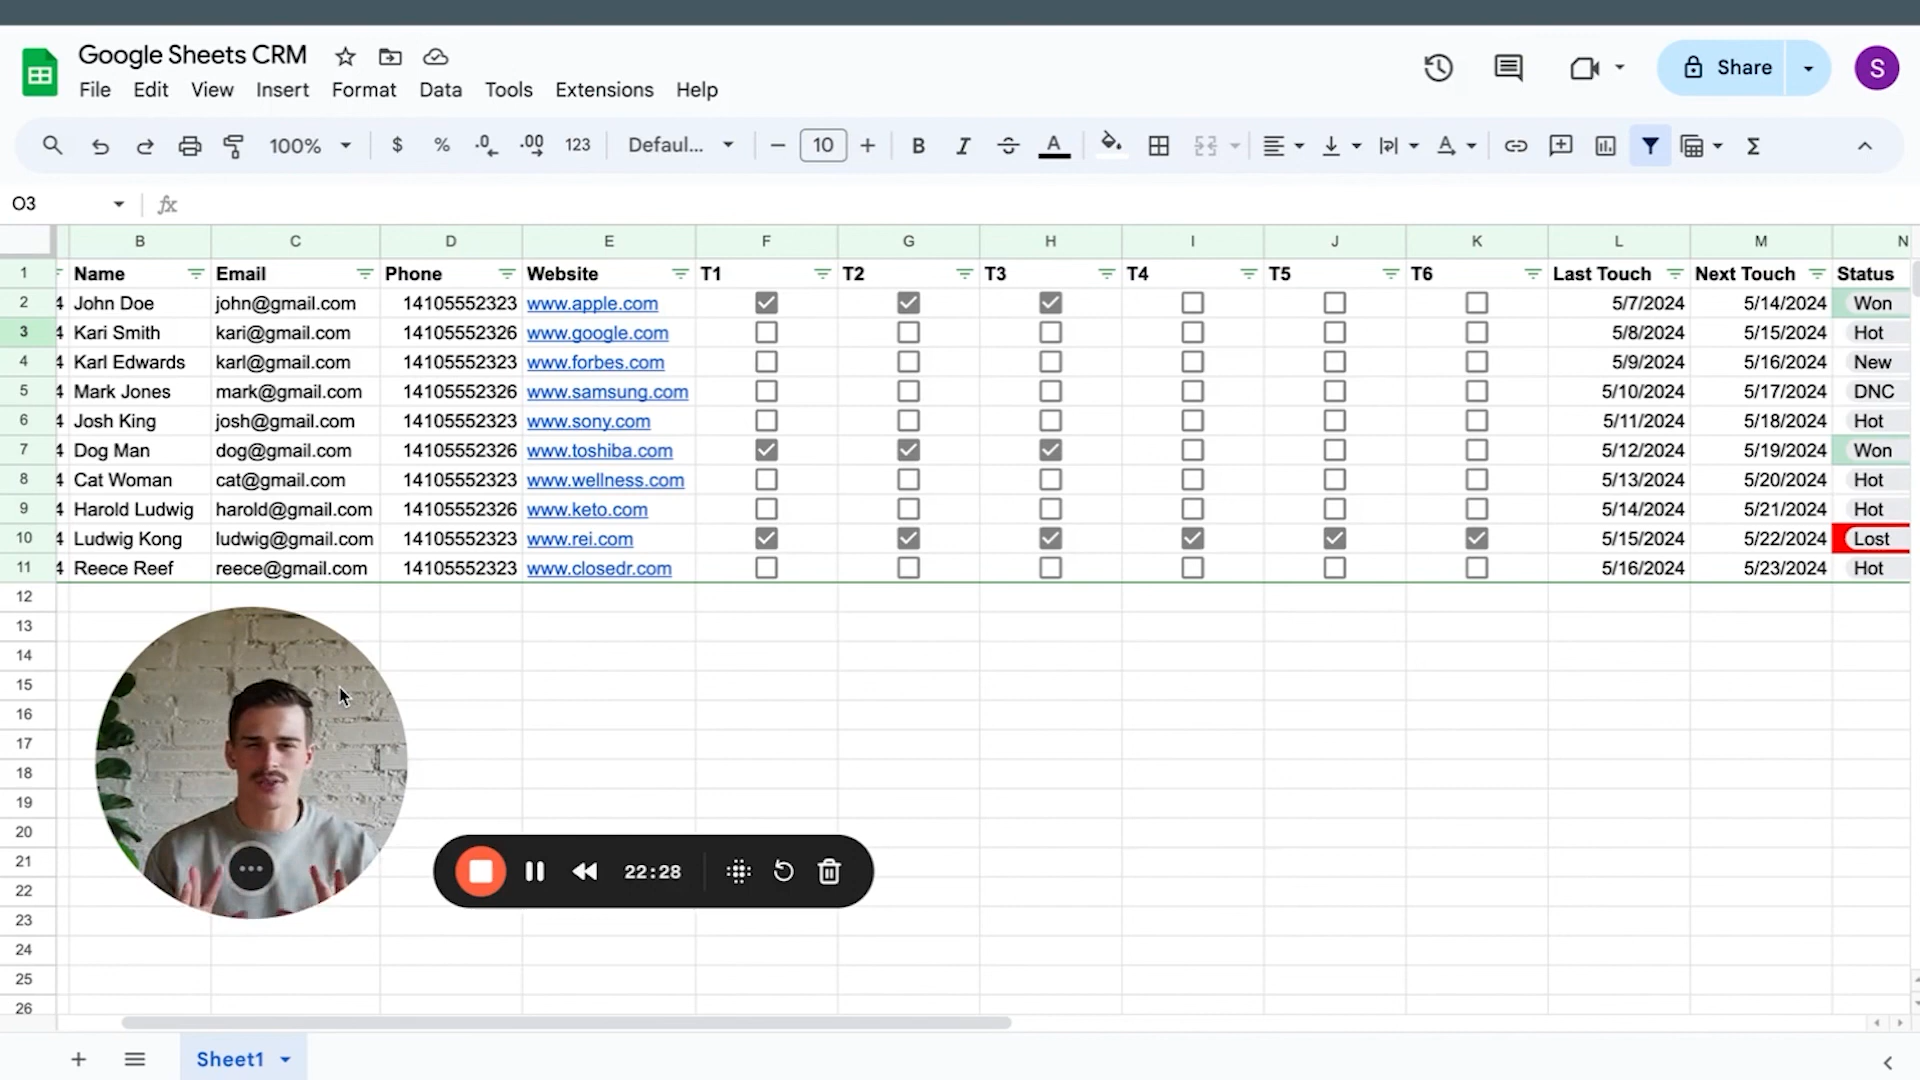 Google Sheets CRM
File Edit View Insert Format Data Tools Extensions Help
Share
S
100% $ % .0 .00 123 Defaul... 10 B I A A Σ
O3 fx
B C D E F G H I J K L M N
1 Name Email Phone Website T1 T2 T3 T4 T5 T6 Last Touch Next Touch Status
2 4 John Doe john@gmail.com 14105552323 www.apple.com 5/7/2024 5/14/2024 Won
3 4 Kari Smith kari@gmail.com 14105552326 www.google.com 5/8/2024 5/15/2024 Hot
4 4 Karl Edwards karl@gmail.com 14105552323 www.forbes.com 5/9/2024 5/16/2024 New
5 4 Mark Jones mark@gmail.com 14105552326 www.samsung.com 5/10/2024 5/17/2024 DNC
6 4 Josh King josh@gmail.com 14105552323 www.sony.com 5/11/2024 5/18/2024 Hot
7 4 Dog Man dog@gmail.com 14105552326 www.toshiba.com 5/12/2024 5/19/2024 Won
8 4 Cat Woman cat@gmail.com 14105552323 www.wellness.com 5/13/2024 5/20/2024 Hot
9 4 Harold Ludwig harold@gmail.com 14105552326 www.keto.com 5/14/2024 5/21/2024 Hot
10 4 Ludwig Kong ludwig@gmail.com 14105552323 www.rei.com 5/15/2024 5/22/2024 Lost
11 4 Reece Reef reece@gmail.com 14105552323 www.closedr.com 5/16/2024 5/23/2024 Hot
12
13
14
15
16
17
18
19
20
21
22
23
24
25
26
22:28
Sheet1